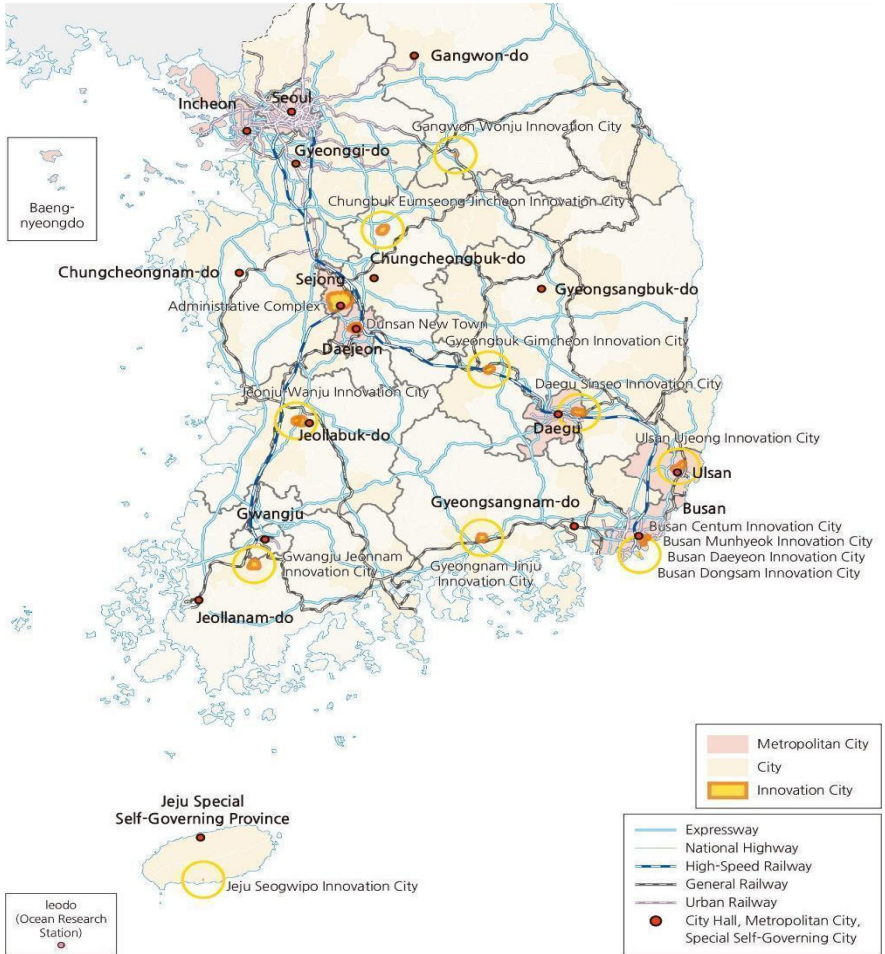 Gangwon-do
Seoul
Incheon
Gangwon Wonju Innovation City
Gyeonggi-do
Baeng-
nyeongdo
Chungbuk Eumseong Jincheon Innovation City
Chungcheongbuk-do
Chungcheongnam-do
Sejong
Gyeongsangbuk-do
Administrative Complex
Dunsan New Town
Gyeongbuk Gimcheon Innovation City
Daejeon
Jeonju·Wanju Innovation City
Daegu Sinseo Innovation City
Daegu
Jeollabuk-do
Ulsan Ujeong Innovation City
Ulsan
Gyeongsangnam-do
Busan
Gwangju
Busan Centum Innovation City
Busan Munhyeok Innovation City
Gwangju Jeonnam
Innovation City
Gyeongnam Jinju
Innovation City
Busan Daeyeon Innovation City
Busan Dongsam Innovation City
Jeollanam-do
Metropolitan City
City
Innovation City
Jeju Special
Self-Governing Province
Jeju Seogwipo Innovation City
Ieodo
(Ocean Research
Station)
Expressway
National Highway
High-Speed Railway
General Railway
Urban Railway
City Hall, Metropolitan City,
Special Self-Governing City